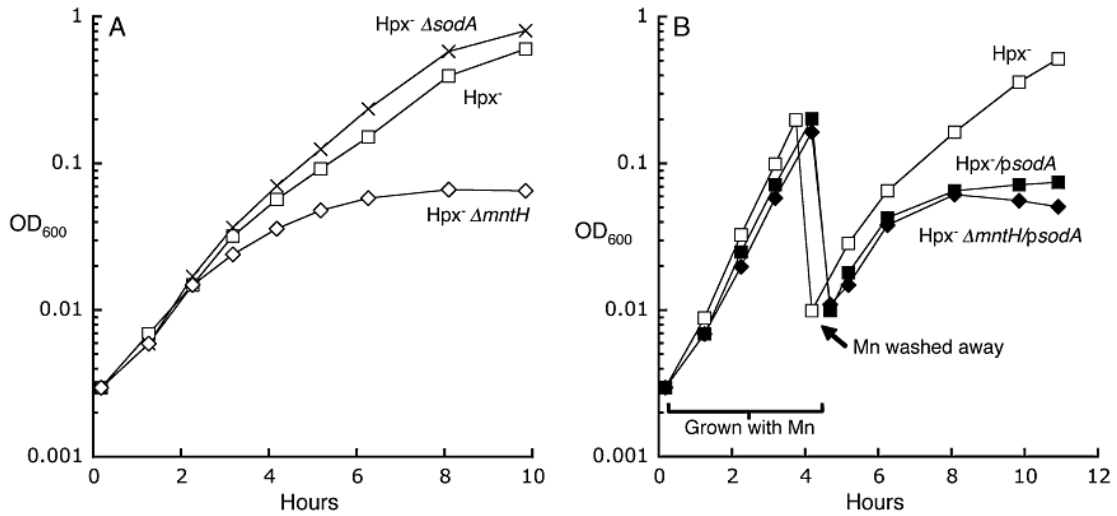 A
1
0.1
OD600
0.01
0.001
0 2 4 6 8 10
Hours
Hpx- ΔsodA
Hpx-
Hpx- ΔmntH
B
1
0.1
OD600
0.01
0.001
0 2 4 6 8 10 12
Hours
Hpx-
Hpx-/psodA
Hpx- ΔmntH/psodA
Mn washed away
Grown with Mn